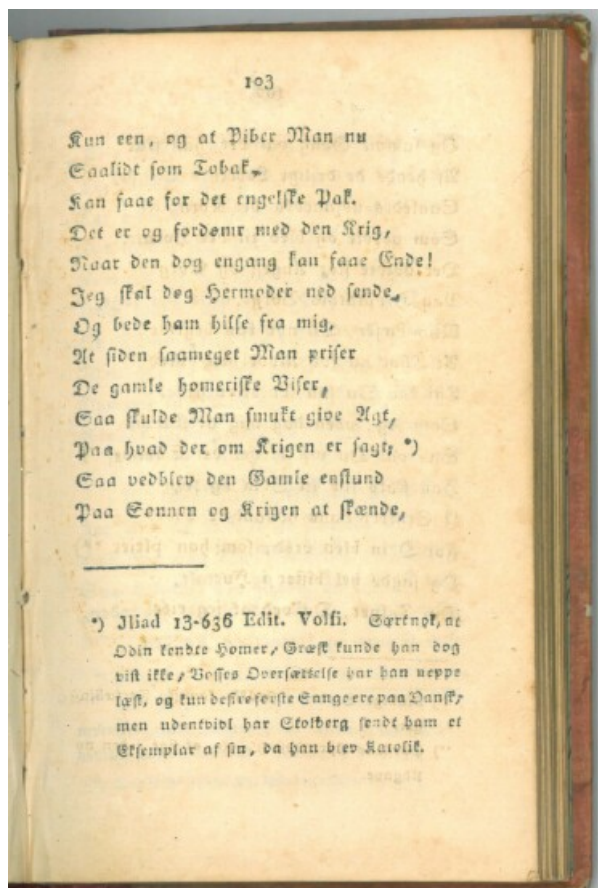 103
Kun een, og at Piber Man nu
Saalidt som Tobak,
Kan faae for det engelske Pak.
Det er og fordømt med den Krig,
Naar den dog engang kan faae Ende!
Jeg skal dog Hermoder ned sende,
Og bede ham hilse fra mig,
At siden saameget Man priser
De gamle homeriske Viser,
Saa skulde Man smukt give Agt,
Paa hvad der om Krigen er sagt; *)
Saa vedblev den Gamle enstund
Paa Sønnen og Krigen at skænde,
*) Iliad 13-636 Edit. Volfi. Særtnok, at
Odin kendte Homer, Græsk kunde han dog
vist ikke, Vosses Oversættelse har han neppe
læst, og kun de fire første Sange ere paa Dansk,
men udentvivl har Stolberg sendt ham et
Eksemplar af sin, da han blev Katolik.